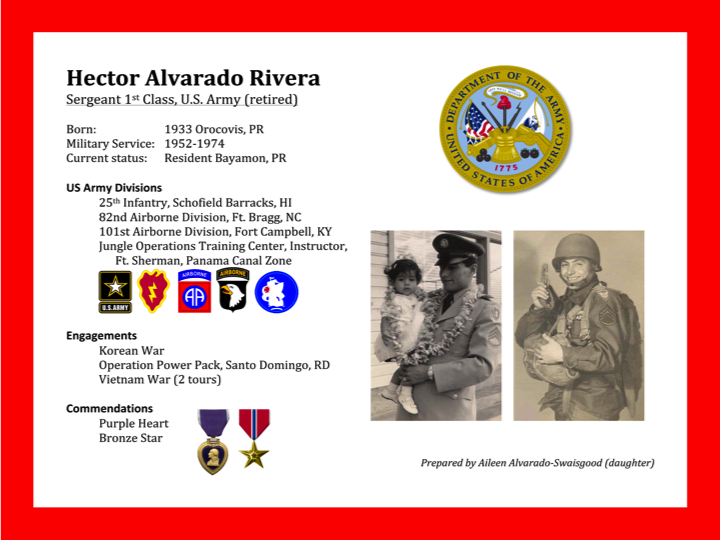 Hector Alvarado Rivera
Sergeant 1st Class, U.S. Army (retired)
Born: 1933 Orocovis, PR
Military Service: 1952-1974
Current status: Resident Bayamon, PR
US Army Divisions
25th Infantry, Schofield Barracks, HI
82nd Airborne Division, Ft. Bragg, NC
101st Airborne Division, Fort Campbell, KY
Jungle Operations Training Center, Instructor,
Ft. Sherman, Panama Canal Zone
U.S.ARMY
AIRBORNE
AA
AIRBORNE
Engagements
Korean War
Operation Power Pack, Santo Domingo, RD
Vietnam War (2 tours)
Commendations
Purple Heart
Bronze Star
DEPARTMENT OF THE ARMY
UNITED STATES OF AMERICA
1775
Prepared by Aileen Alvarado-Swaisgood (daughter)